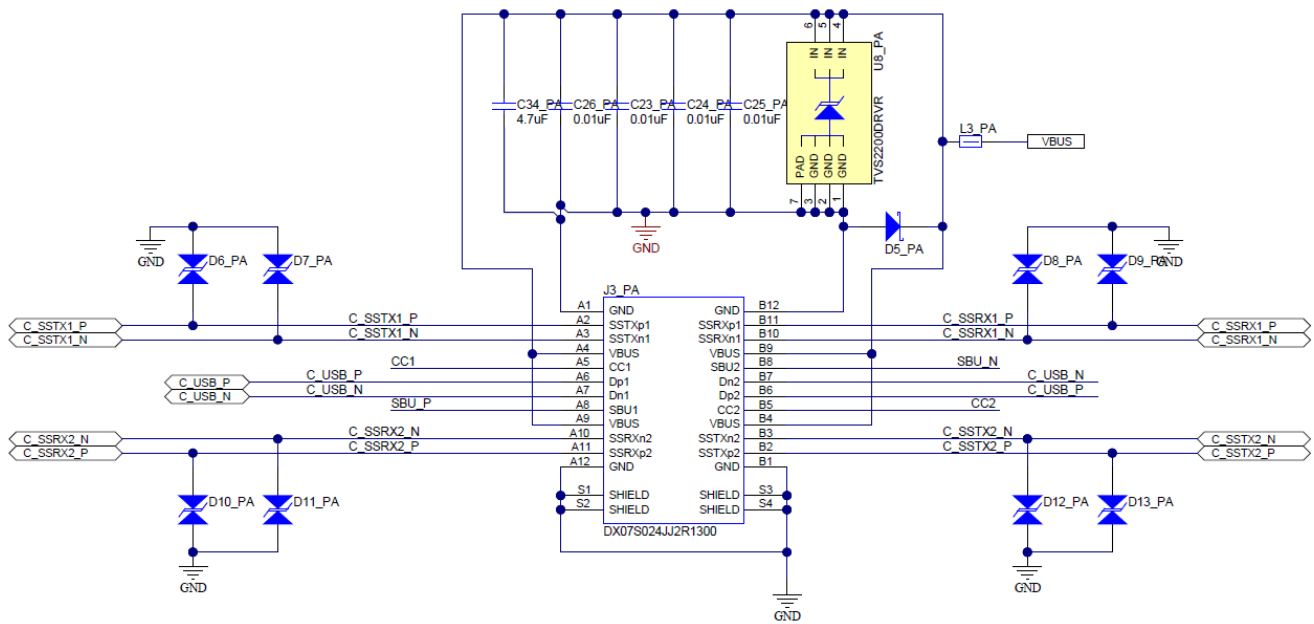 6
5
4
IN
IN
IN
U8_PA
TVS2200DRVR
PAD
GND
GND
GND
7
3
2
1
C34_PA
4.7uF
C26_PA
0.01uF
C23_PA
0.01uF
C24_PA
0.01uF
C25_PA
0.01uF
L3_PA
VBUS
GND
D5_PA
GND
D6_PA
D7_PA
D8_PA
D9_PA
GND
J3_PA
A1 GND GND B12
C_SSTX1_P C_SSTX1_P A2 SSTXp1 SSRXp1 B11 C_SSRX1_P C_SSRX1_P
C_SSTX1_N C_SSTX1_N A3 SSTXn1 SSRXn1 B10 C_SSRX1_N C_SSRX1_N
A4 VBUS VBUS B9
CC1 A5 CC1 SBU2 B8 SBU_N
C_USB_P C_USB_P A6 Dp1 Dn2 B7 C_USB_N
C_USB_N C_USB_N A7 Dn1 Dp2 B6 C_USB_P
SBU_P A8 SBU1 CC2 B5 CC2
A9 VBUS VBUS B4
C_SSRX2_N C_SSRX2_N A10 SSRXn2 SSTXn2 B3 C_SSTX2_N C_SSTX2_N
C_SSRX2_P C_SSRX2_P A11 SSRXp2 SSTXp2 B2 C_SSTX2_P C_SSTX2_P
A12 GND GND B1
S1 SHIELD SHIELD S3
S2 SHIELD SHIELD S4
DX07S024JJ2R1300
D10_PA
D11_PA
D12_PA
D13_PA
GND
GND
GND